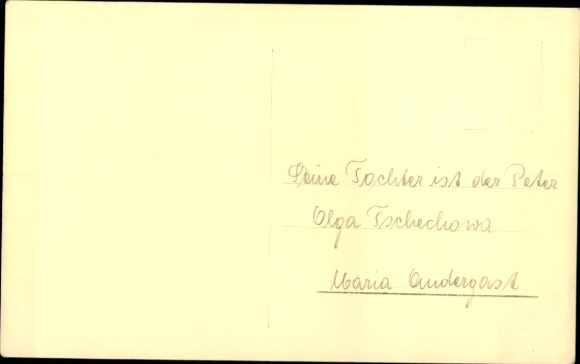 Seine Tochter ist der Peter
Olga Tschechowa
Maria Andergast